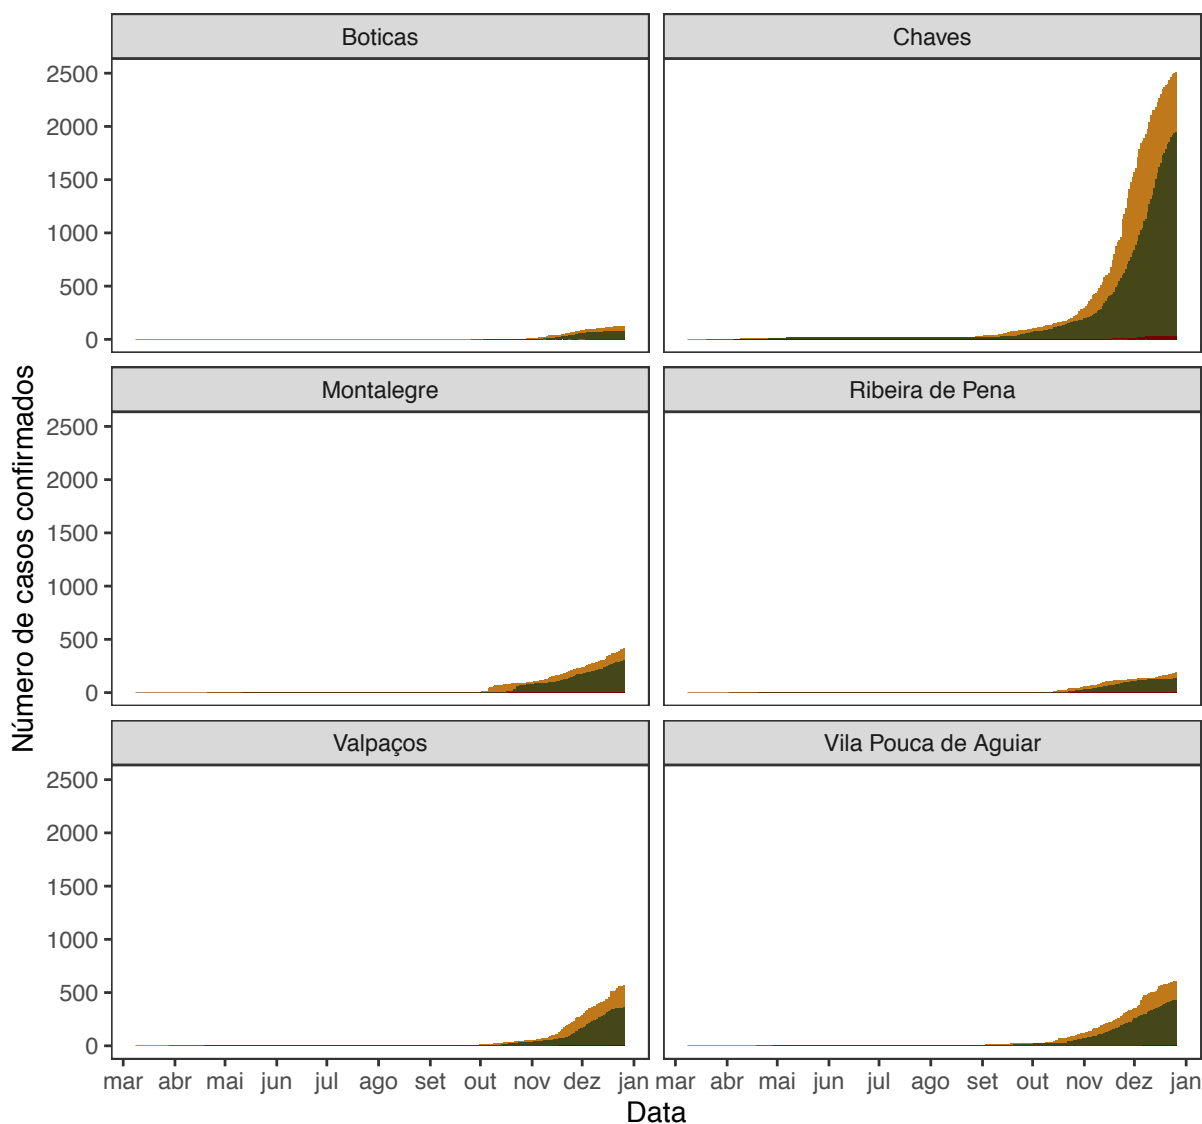 Boticas
Chaves
2500
2000
1500
1000
500
0
Montalegre
Ribeira de Pena
2500
2000
1500
1000
500
0
Valpaços
Vila Pouca de Aguiar
2500
2000
1500
1000
500
0
mar abr mai jun jul ago set out nov dez jan
mar abr mai jun jul ago set out nov dez jan
Data
Número de casos confirmados